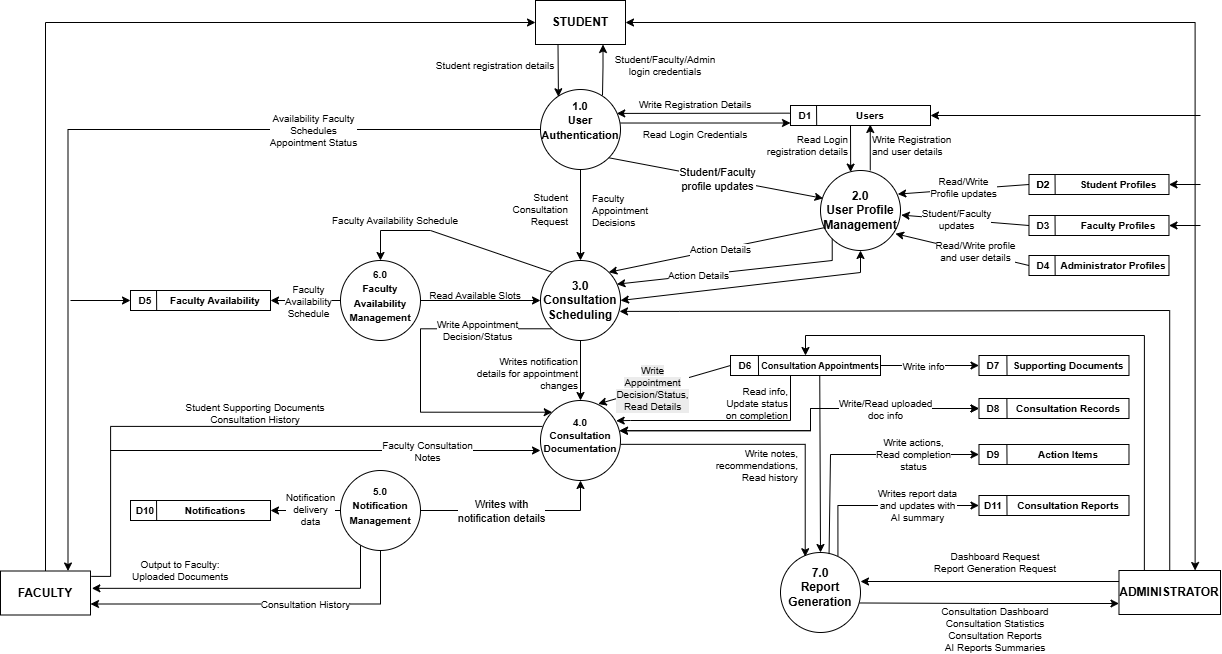 STUDENT
Student registration details
Student/Faculty/Admin
login credentials
1.0
User
Authentication
Write Registration Details
Read Login Credentials
D1
Users
Availability Faculty
Schedules
Appointment Status
Read Login
registration details
Write Registration
and user details
Student/Faculty
profile updates
2.0
User Profile
Management
Read/Write
Profile updates
D2
Student Profiles
Student/Faculty
updates
D3
Faculty Profiles
Read/Write profile
and user details
D4
Administrator Profiles
Student
Consultation
Request
Faculty
Appointment
Decisions
Faculty Availability Schedule
Action Details
Action Details
6.0
Faculty
Availability
Management
D5
Faculty Availability
Faculty
Availability
Schedule
Read Available Slots
3.0
Consultation
Scheduling
Write Appointment
Decision/Status
Writes notification
details for appointment
changes
Write
Appointment
Decision/Status,
Read Details
D6
Consultation Appointments
Write info
D7
Supporting Documents
Read info,
Update status
on completion
Write/Read uploaded
doc info
D8
Consultation Records
Student Supporting Documents
Consultation History
4.0
Consultation
Documentation
Faculty Consultation
Notes
Write notes,
recommendations,
Read history
Write actions,
Read completion
status
D9
Action Items
5.0
Notification
Management
D10
Notifications
Notification
delivery
data
Writes with
notification details
Writes report data
and updates with
AI summary
D11
Consultation Reports
Output to Faculty:
Uploaded Documents
FACULTY
Consultation History
7.0
Report
Generation
Dashboard Request
Report Generation Request
ADMINISTRATOR
Consultation Dashboard
Consultation Statistics
Consultation Reports
AI Reports Summaries